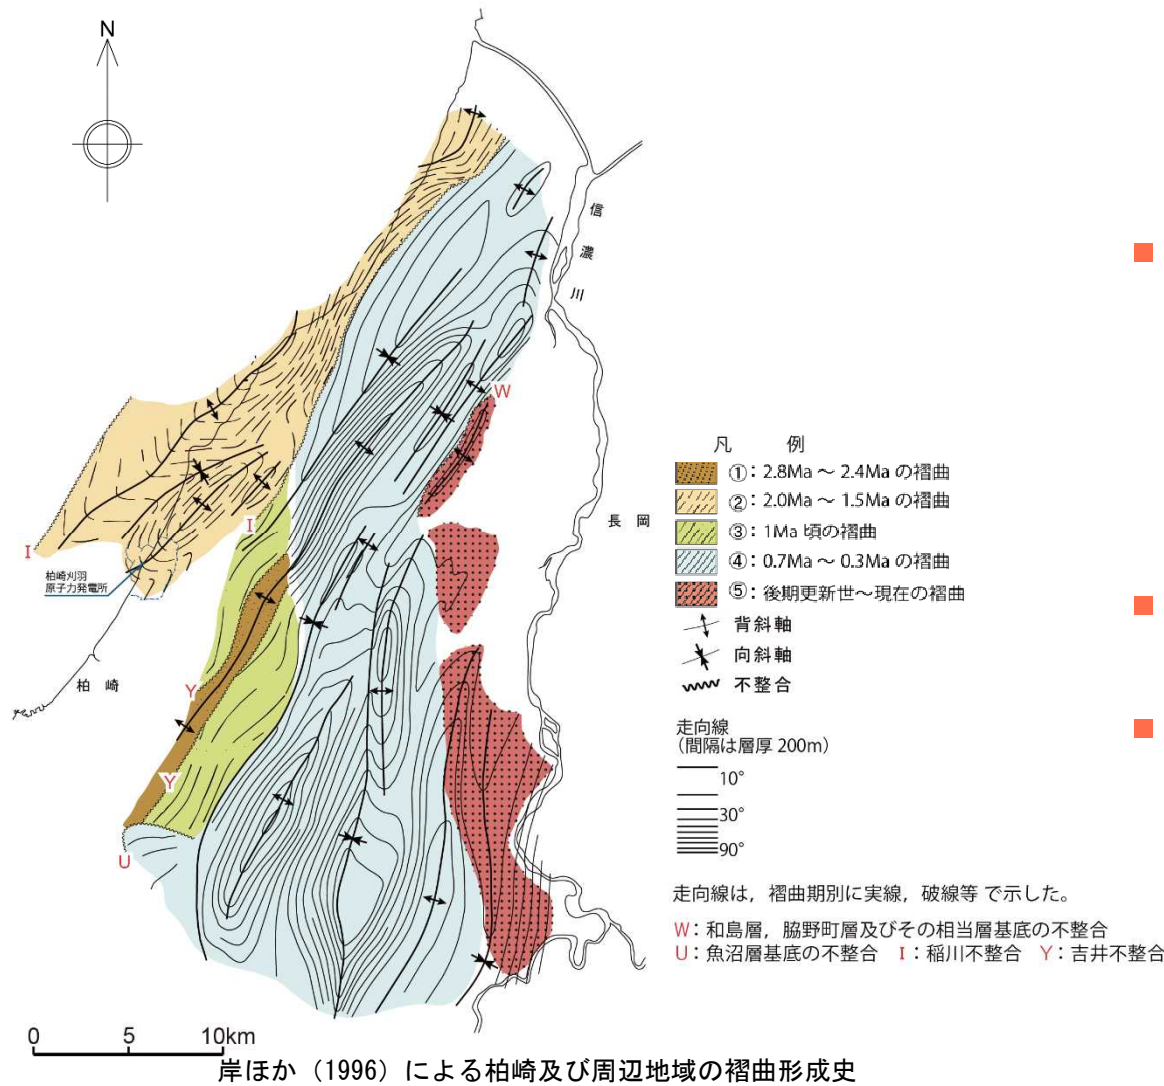 N
信
濃
川
W
長 岡
I
I
柏崎刈羽
原子力発電所
柏 崎
Y
Y
U
凡 例
①：2.8Ma ～ 2.4Ma の褶曲
②：2.0Ma ～ 1.5Ma の褶曲
③：1Ma 頃の褶曲
④：0.7Ma ～ 0.3Ma の褶曲
⑤：後期更新世～現在の褶曲
背斜軸
向斜軸
不整合
走向線
(間隔は層厚 200m)
10°
30°
90°
走向線は，褶曲期別に実線，破線等 で示した。
W：和島層，脇野町層及びその相当層基底の不整合
U：魚沼層基底の不整合 I：稲川不整合 Y：吉井不整合
0 5 10km
岸ほか（1996）による柏崎及び周辺地域の褶曲形成史